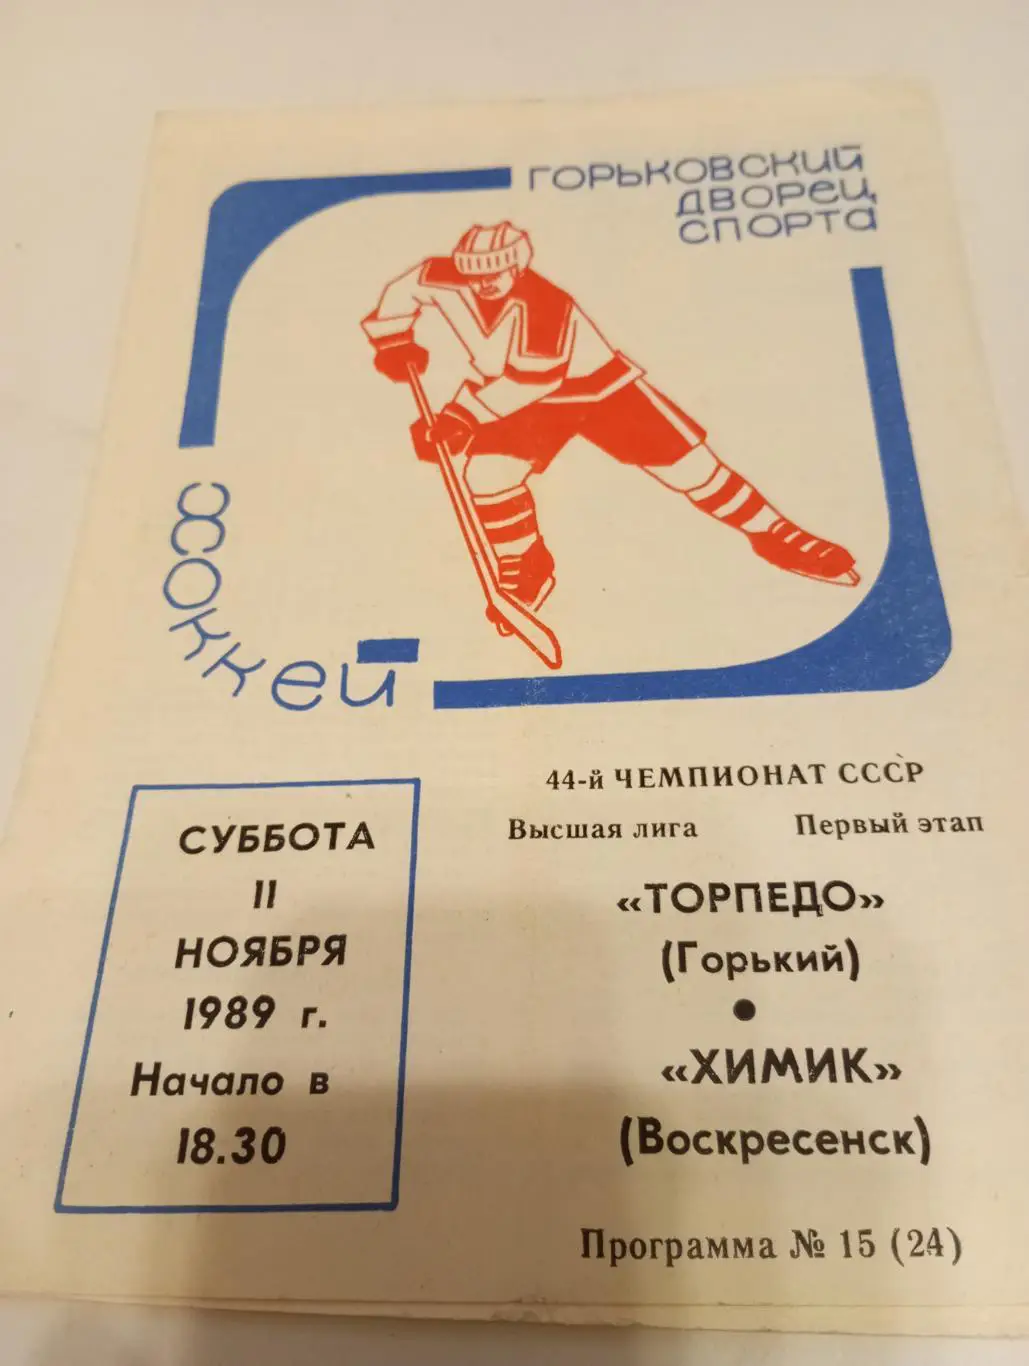 ГОРЬКОВСКИЙ
ДВОРЕЦ
СПОРТА
ХОККЕЙ
СУББОТА
11
НОЯБРЯ
1989 г.
Начало в
18.30
44-й ЧЕМПИОНАТ СССР
Высшая лига Первый этап
«ТОРПЕДО»
(Горький)
«ХИМИК»
(Воскресенск)
Программа № 15 (24)